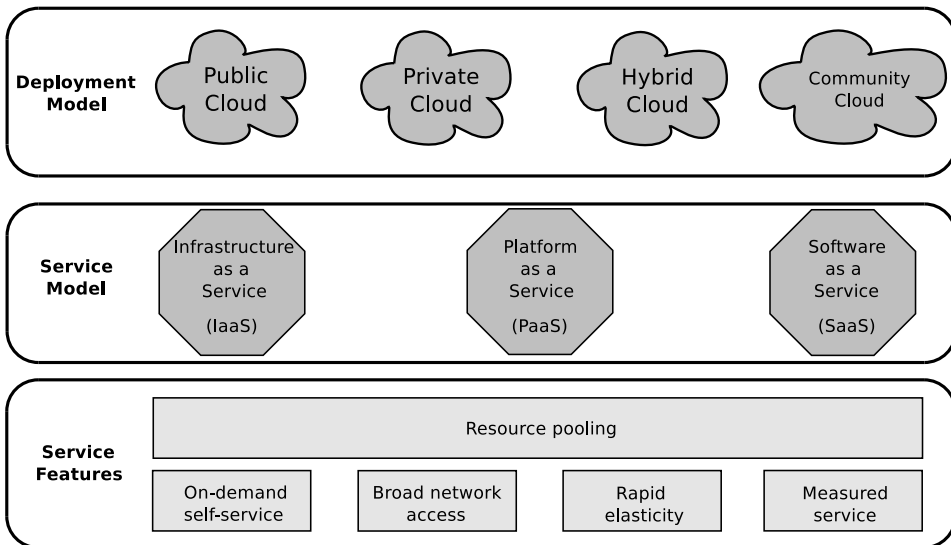 Deployment
Model
Public
Cloud
Private
Cloud
Hybrid
Cloud
Community
Cloud
Service
Model
Infrastructure
as a
Service
(IaaS)
Platform
as a
Service
(PaaS)
Software
as a
Service
(SaaS)
Service
Features
Resource pooling
On-demand
self-service
Broad network
access
Rapid
elasticity
Measured
service